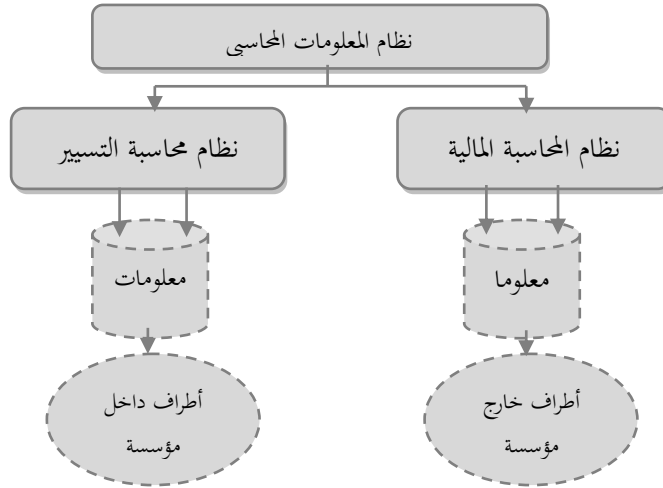 نظام المعلومات المحاسبي
نظام المحاسبة المالية
نظام محاسبة التسيير
معلوما
معلومات
أطراف خارج
مؤسسة
أطراف داخل
مؤسسة